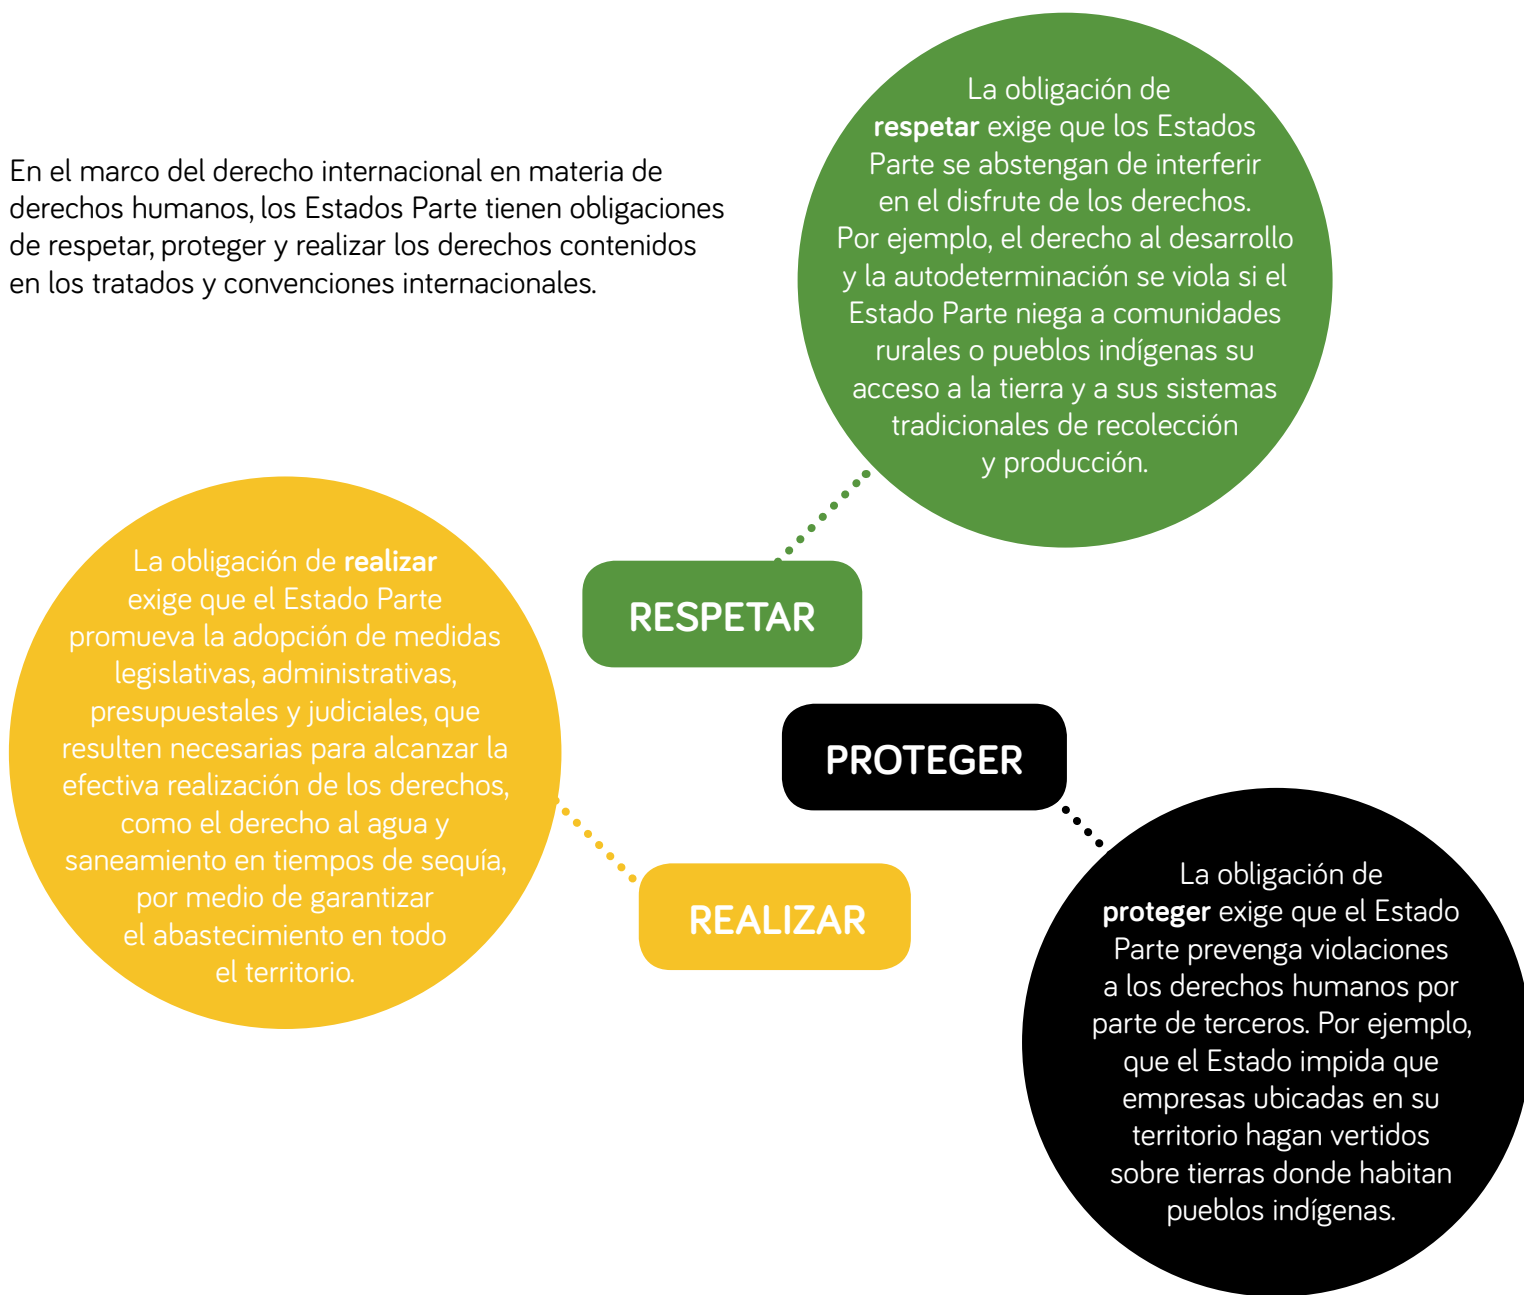 En el marco del derecho internacional en materia de
derechos humanos, los Estados Parte tienen obligaciones
de respetar, proteger y realizar los derechos contenidos
en los tratados y convenciones internacionales.
La obligación de
respetar exige que los Estados
Parte se abstengan de interferir
en el disfrute de los derechos.
Por ejemplo, el derecho al desarrollo
y la autodeterminación se viola si el
Estado Parte niega a comunidades
rurales o pueblos indígenas su
acceso a la tierra y a sus sistemas
tradicionales de recolección
y producción.
RESPETAR
PROTEGER
REALIZAR
La obligación de realizar
exige que el Estado Parte
promueva la adopción de medidas
legislativas, administrativas,
presupuestales y judiciales, que
resulten necesarias para alcanzar la
efectiva realización de los derechos,
como el derecho al agua y
saneamiento en tiempos de sequía,
por medio de garantizar
el abastecimiento en todo
el territorio.
La obligación de
proteger exige que el Estado
Parte prevenga violaciones
a los derechos humanos por
parte de terceros. Por ejemplo,
que el Estado impida que
empresas ubicadas en su
territorio hagan vertidos
sobre tierras donde habitan
pueblos indígenas.